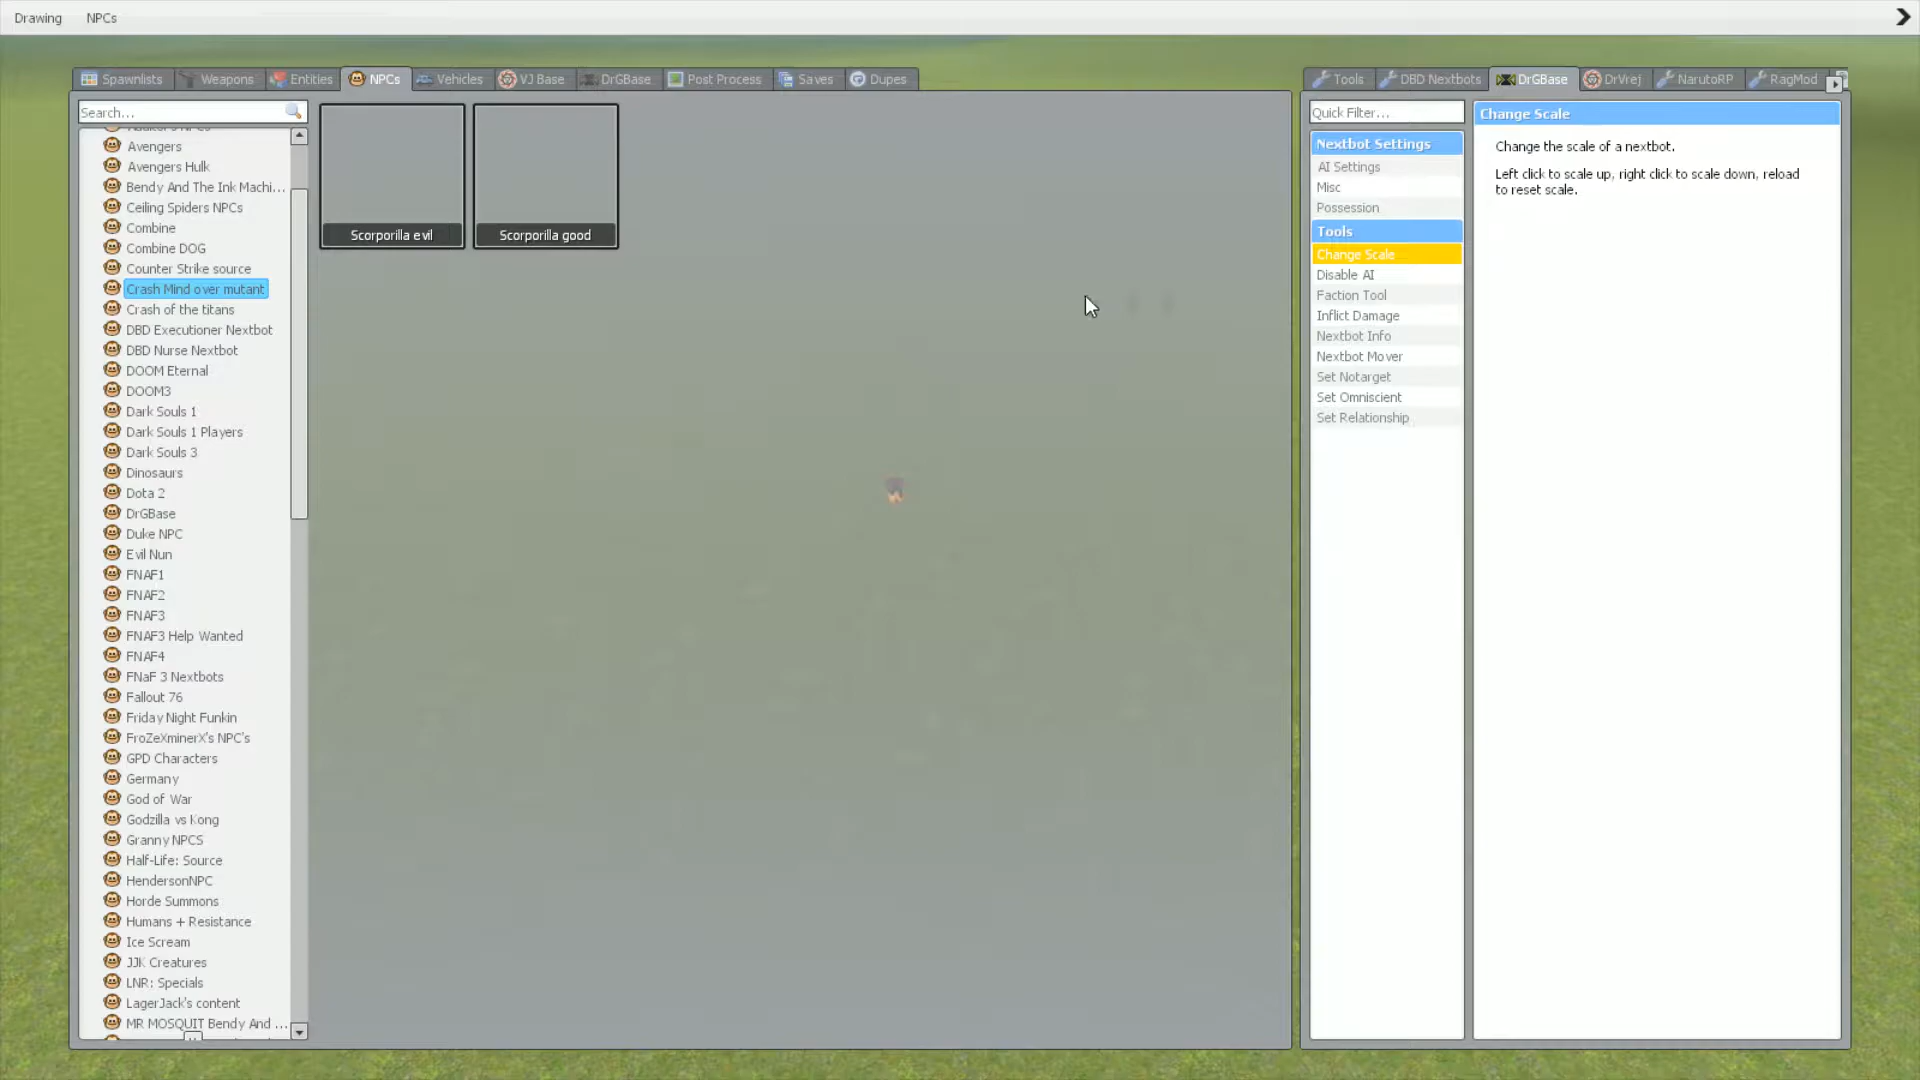 Drawing NPCs
Spawnlists Weapons Entities NPCs Vehicles VJ Base DrGBase Post Process Saves Dupes
Search...
Avengers
Avengers Hulk
Bendy And The Ink Machi...
Ceiling Spiders NPCs
Combine
Combine DOG
Counter Strike source
Crash Mind over mutant
Crash of the titans
DBD Executioner Nextbot
DBD Nurse Nextbot
DOOM Eternal
DOOM3
Dark Souls 1
Dark Souls 1 Players
Dark Souls 3
Dinosaurs
Dota 2
DrGBase
Duke NPC
Evil Nun
FNAF1
FNAF2
FNAF3
FNAF3 Help Wanted
FNAF4
FNaF 3 Nextbots
Fallout 76
Friday Night Funkin
FroZeXminerX's NPC's
GPD Characters
Germany
God of War
Godzilla vs Kong
Granny NPCS
Half-Life: Source
HendersonNPC
Horde Summons
Humans + Resistance
Ice Scream
JJK Creatures
LNR: Specials
LagerJack's content
MR MOSQUIT Bendy And ...
Scorporilla evil
Scorporilla good
Tools DBD Nextbots DrGBase DrVrej NarutoRP RagMod
Quick Filter...
Nextbot Settings
AI Settings
Misc
Possession
Tools
Change Scale
Disable AI
Faction Tool
Inflict Damage
Nextbot Info
Nextbot Mover
Set Notarget
Set Omniscient
Set Relationship
Change Scale
Change the scale of a nextbot.
Left click to scale up, right click to scale down, reload
to reset scale.